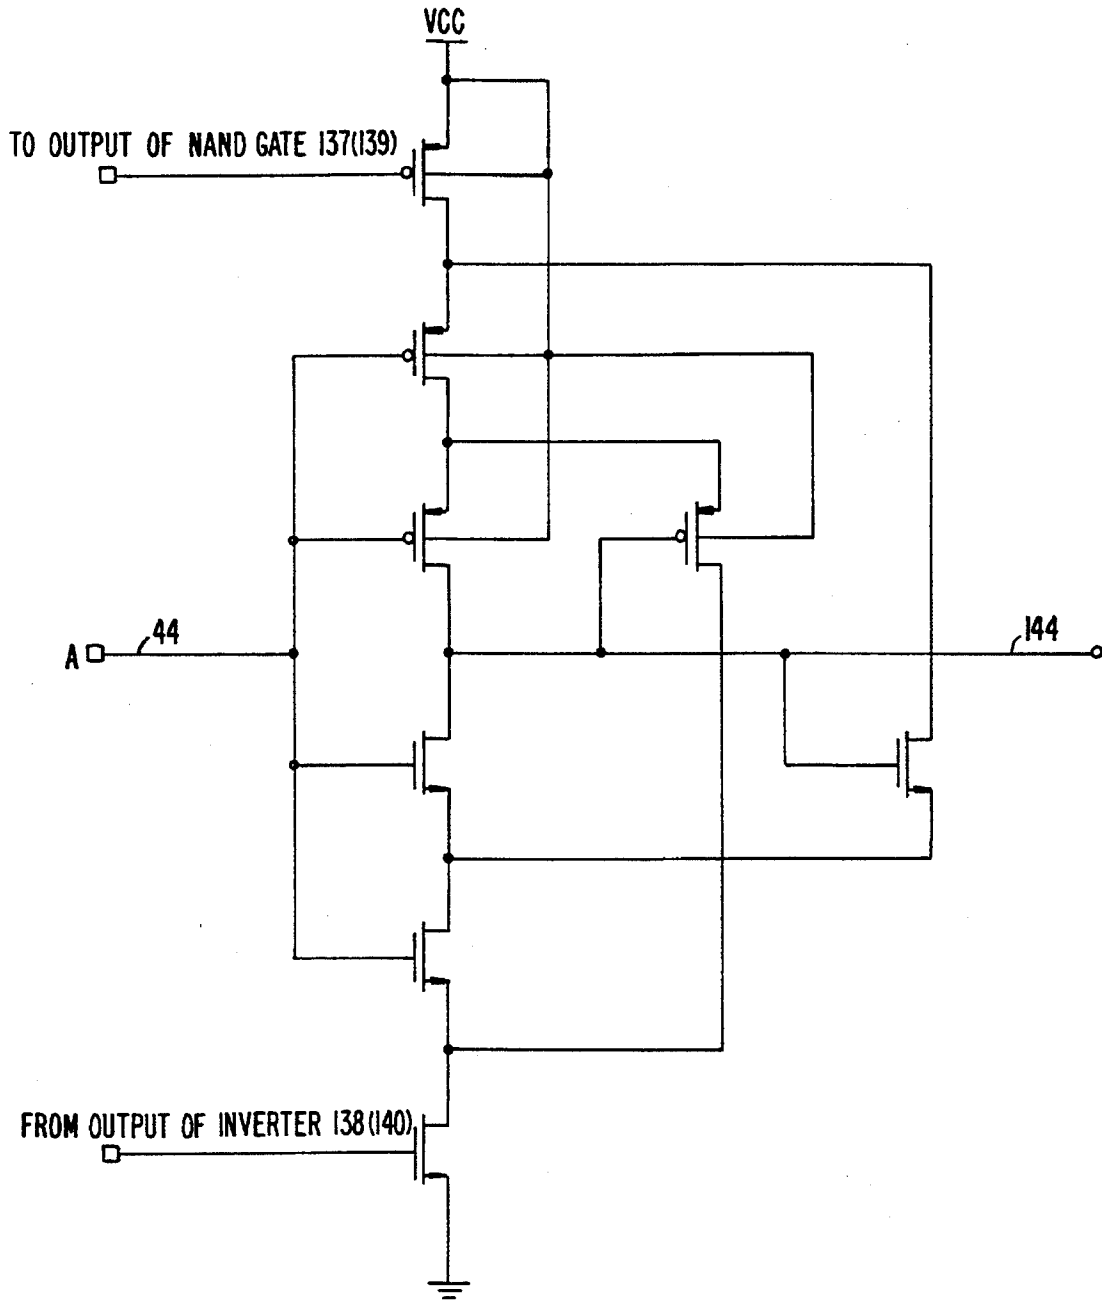 VCC
TO OUTPUT OF NAND GATE 137(139)
A
44
144
FROM OUTPUT OF INVERTER 138(140)